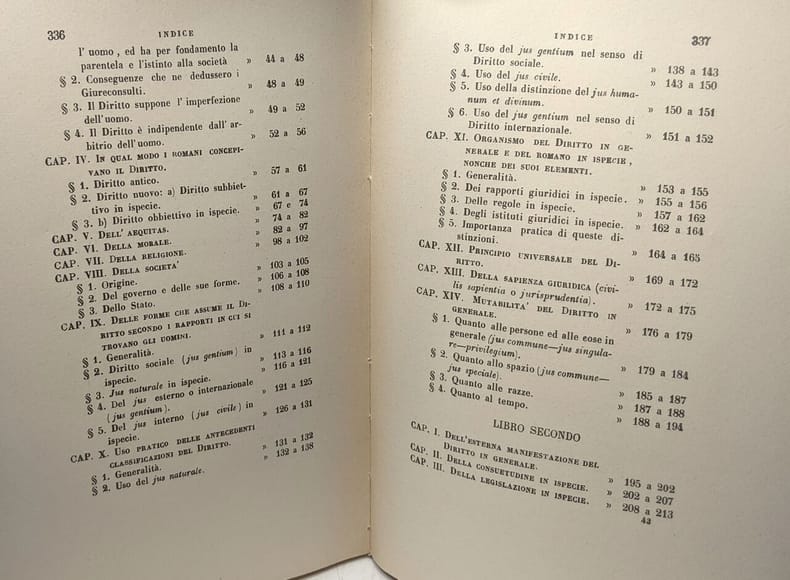 336 INDICE
l' uomo , ed ha per fondamento la
parentela e l'istinto alla società » 44 a 48
§ 2. Conseguenze che ne dedussero i
Giureconsulti. » 48 a 49
§ 3. Il Diritto suppone l' imperfezione
dell'uomo. » 49 a 52
§ 4. Il Diritto è indipendente dall' ar-
bitrio dell'uomo. » 52 a 56
CAP. IV. IN QUAL MODO I ROMANI CONCEPI-
VANO IL DIRITTO.
§ 1. Diritto antico. » 57 a 61
§ 2. Diritto nuovo: a) Diritto subbiet-
tivo in ispecie. » 61 a 67
§ 3. b) Diritto obbiettivo in ispecie. » 67 e 74
CAP. V. DELL' AEQUITAS. » 74 a 82
CAP. VI. DELLA MORALE. » 82 a 97
CAP. VII. DELLA RELIGIONE. » 98 a 102
CAP. VIII. DELLA SOCIETA'
§ 1. Origine. » 103 a 105
§ 2. Del governo e delle sue forme. » 106 a 108
§ 3. Dello Stato. » 108 a 110
CAP. IX. DELLE FORME CHE ASSUME IL DI-
RITTO SECONDO I RAPPORTI IN CUI SI
TROVANO GLI UOMINI.
§ 1. Generalità. » 111 a 112
§ 2. Diritto sociale (jus gentium) in
ispecie. » 113 a 116
§ 3. Jus naturale in ispecie. » 116 a 121
§ 4. Del jus esterno o internazionale
(jus gentium). » 121 a 125
§ 5. Del jus interno (jus civile) in
ispecie. » 126 a 131
CAP. X. USO PRATICO DELLE ANTECEDENTI
CLASSIFICAZIONI DEL DIRITTO.
§ 1. Generalità. » 131 a 132
§ 2. Uso del jus naturale. » 132 a 138
INDICE 337
§ 3. Uso del jus gentium nel senso di
Diritto sociale. » 138 a 143
§ 4. Uso del jus civile. » 143 a 150
§ 5. Uso della distinzione del jus huma-
num et divinum. » 150 a 151
§ 6. Uso del jus gentium nel senso di
Diritto internazionale. » 151 a 152
CAP. XI. ORGANISMO DEL DIRITTO IN GE-
NERALE E DEL ROMANO IN ISPECIE ,
NONCHE DEI SUOI ELEMENTI.
§ 1. Generalità. » 153 a 155
§ 2. Dei rapporti giuridici in ispecie. » 155 a 156
§ 3. Delle regole in ispecie. » 157 a 162
§ 4. Degli istituti giuridici in ispecie. » 162 a 164
§ 5. Importanza pratica di queste di-
stinzioni. » 164 a 165
CAP. XII. PRINCIPIO UNIVERSALE DEL DI-
RITTO. » 169 a 172
CAP. XIII. DELLA SAPIENZA GIURIDICA (civi-
lis sapientia o jurisprudentia). » 172 a 175
CAP. XIV. MUTABILITA' DEL DIRITTO IN
GENERALE. » 176 a 179
§ 1. Quanto alle persone ed alle cose in
generale (jus commune—jus singula-
re—privilegium). » 179 a 184
§ 2. Quanto allo spazio (jus commune—
jus speciale). » 185 a 187
§ 3. Quanto alle razze. » 187 a 188
§ 4. Quanto al tempo. » 188 a 194
LIBRO SECONDO
CAP. I. DELL'ESTERNA MANIFESTAZIONE DEL
DIRITTO IN GENERALE. » 195 a 202
CAP. II. DELLA CONSUETUDINE IN ISPECIE. » 202 a 207
CAP. III. DELLA LEGISLAZIONE IN ISPECIE. » 208 a 213
43